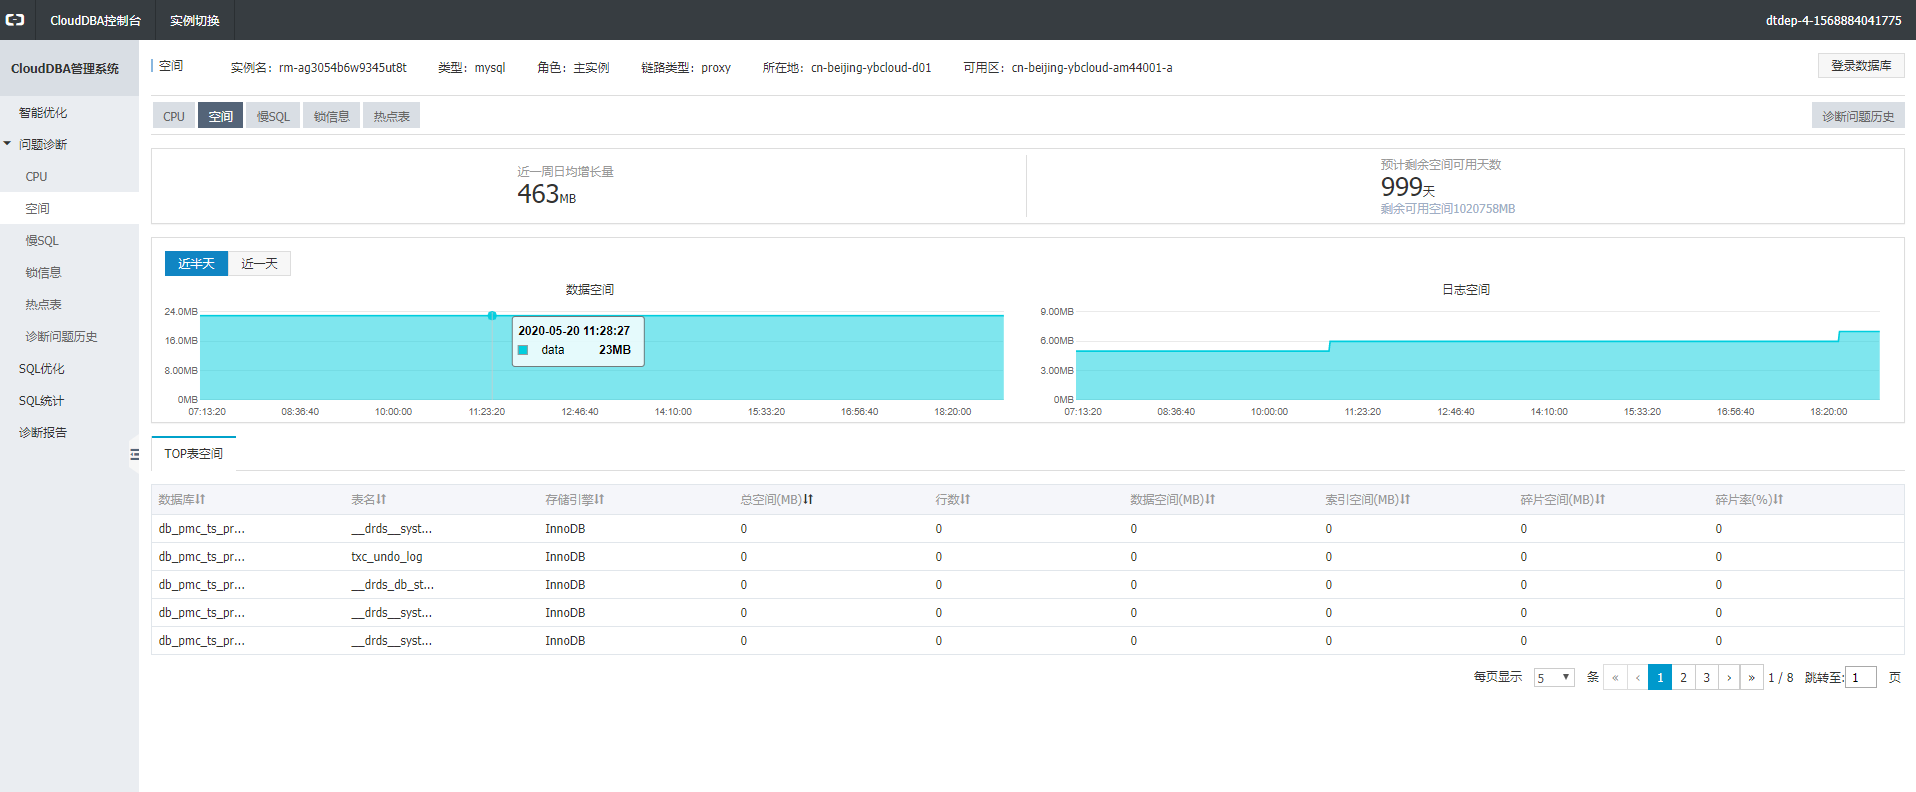 CloudDBA控制台 实例切换 dtdep-4-1568884041775
CloudDBA管理系统
智能优化
问题诊断
CPU
空间
慢SQL
锁信息
热点表
诊断问题历史
SQL优化
SQL统计
诊断报告
空间 实例名：rm-ag3054b6w9345ut8t 类型：mysql 角色：主实例 链路类型：proxy 所在地：cn-beijing-ybcloud-d01 可用区：cn-beijing-ybcloud-am44001-a 登录数据库
CPU 空间 慢SQL 锁信息 热点表 诊断问题历史
近一周日均增长量
463MB
预计剩余空间可用天数
999天
剩余可用空间1020758MB
近半天 近一天
数据空间
24.0MB
16.0MB
8.00MB
0MB
07:13:20 08:36:40 10:00:00 11:23:20 12:46:40 14:10:00 15:33:20 16:56:40 18:20:00
2020-05-20 11:28:27
data 23MB
日志空间
9.00MB
6.00MB
3.00MB
0MB
07:13:20 08:36:40 10:00:00 11:23:20 12:46:40 14:10:00 15:33:20 16:56:40 18:20:00
TOP表空间
数据库 表名 存储引擎 总空间(MB) 行数 数据空间(MB) 索引空间(MB) 碎片空间(MB) 碎片率(%)
db_pmc_ts_pr... __drds__syst... InnoDB 0 0 0 0 0 0
db_pmc_ts_pr... txc_undo_log InnoDB 0 0 0 0 0 0
db_pmc_ts_pr... __drds_db_st... InnoDB 0 0 0 0 0 0
db_pmc_ts_pr... __drds__syst... InnoDB 0 0 0 0 0 0
db_pmc_ts_pr... __drds__syst... InnoDB 0 0 0 0 0 0
每页显示 5 条 « ‹ 1 2 3 › » 1 / 8 跳转至: 1 页